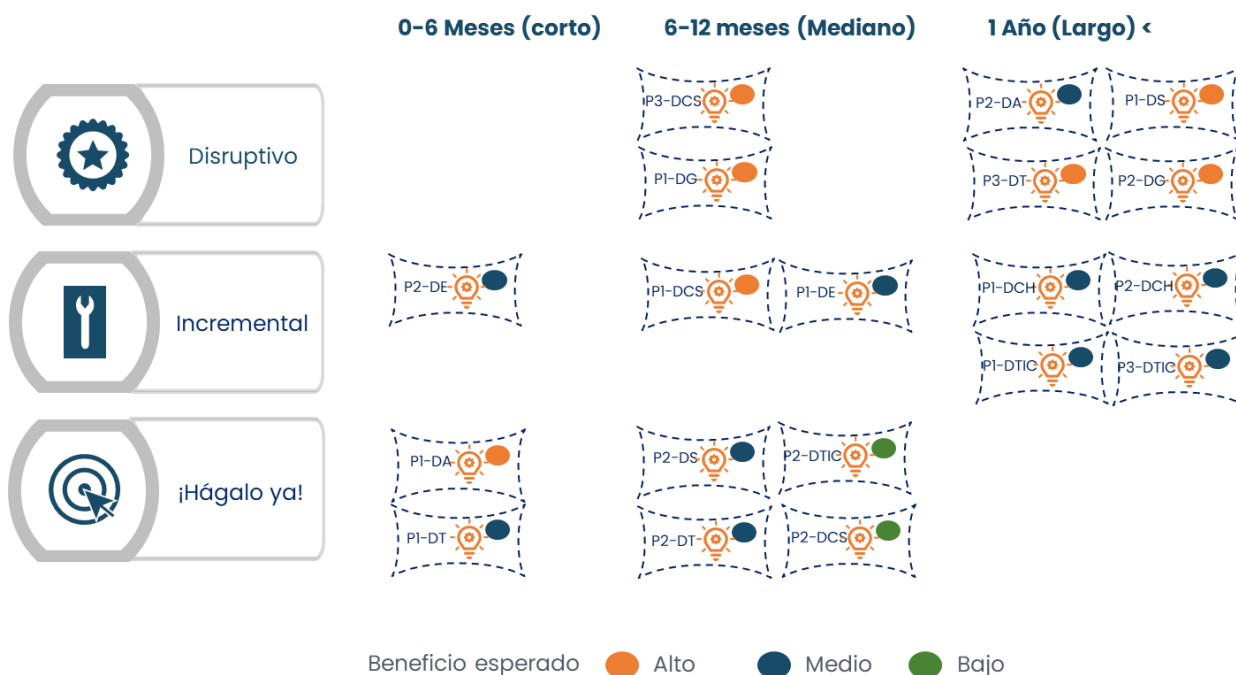 0-6 Meses (corto)
6-12 meses (Mediano)
1 Año (Largo) <
Disruptivo
P3-DCS
P2-DA
P1-DS
P1-DG
P3-DT
P2-DG
Incremental
P2-DE
P1-DCS
P1-DE
P1-DCH
P2-DCH
P1-DTIC
P3-DTIC
¡Hágalo ya!
P1-DA
P2-DS
P2-DTIC
P1-DT
P2-DT
P2-DCS
Beneficio esperado Alto Medio Bajo